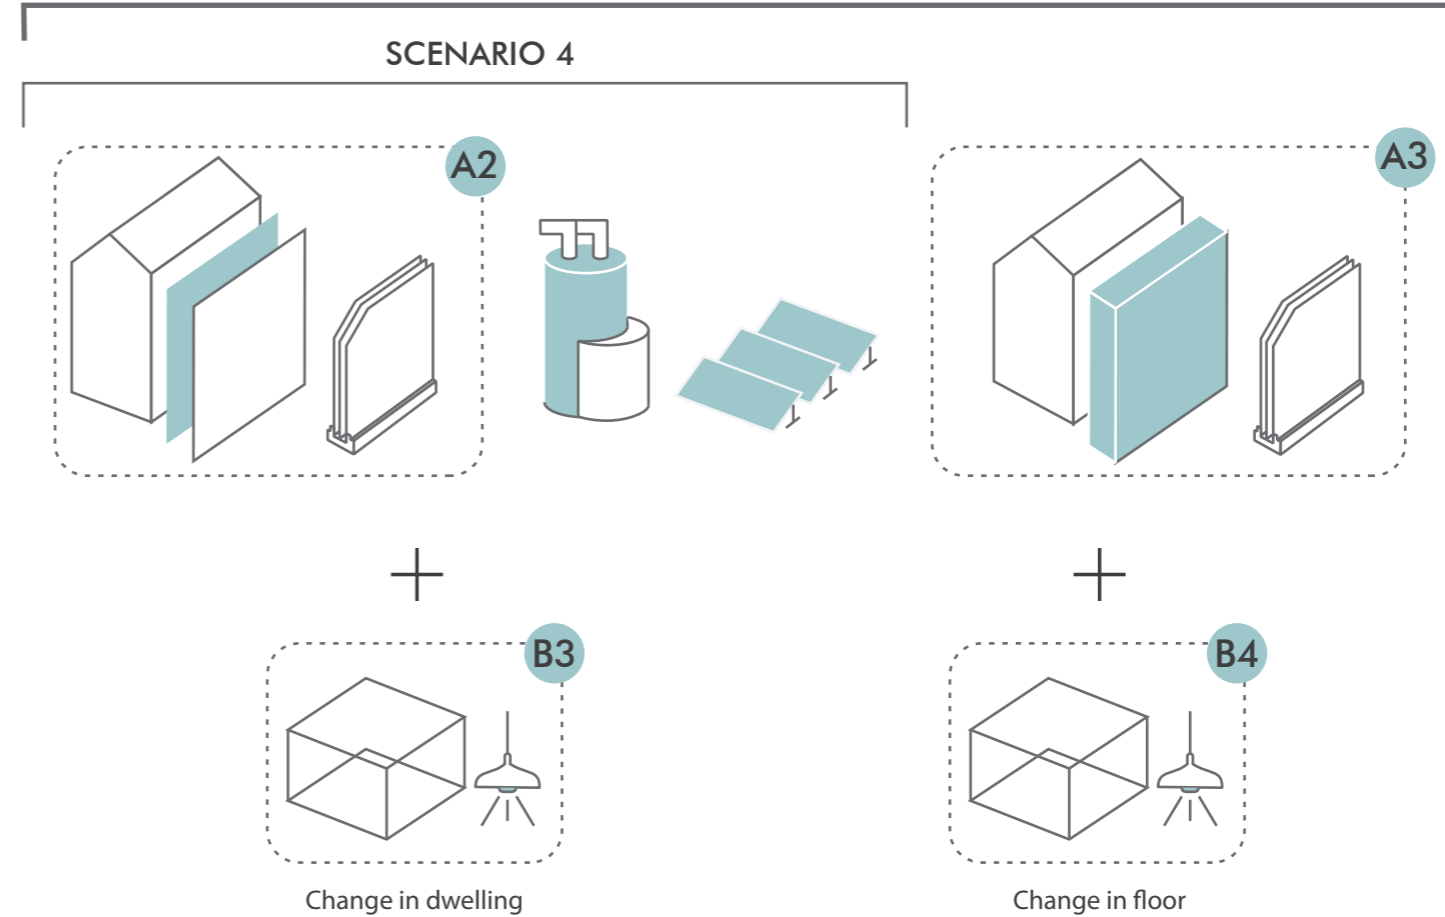 SCENARIO 4
A2
A3
B3
B4
Change in dwelling
Change in floor